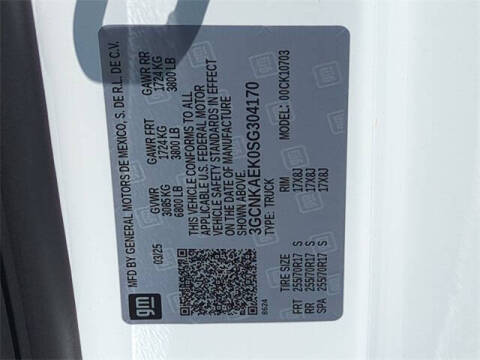 MFD BY GENERAL MOTORS DE MEXICO, S. DE R.L. DE C.V.
03/25 GVWR GAWR FRT GAWR RR
3085 KG 1724 KG 1724 KG
6800 LB 3800 LB 3800 LB
THIS VEHICLE CONFORMS TO ALL
APPLICABLE U.S. FEDERAL MOTOR
VEHICLE SAFETY STANDARDS IN EFFECT
ON THE DATE OF MANUFACTURE
SHOWN ABOVE.
3GCNKAEK0SG304170
TYPE: TRUCK MODEL: 00CK10703
TIRE SIZE RIM
FRT 255/70R17 S 17X8J
RR 255/70R17 S 17X8J
SPA 255/70R17 S 17X8J
gm
8624